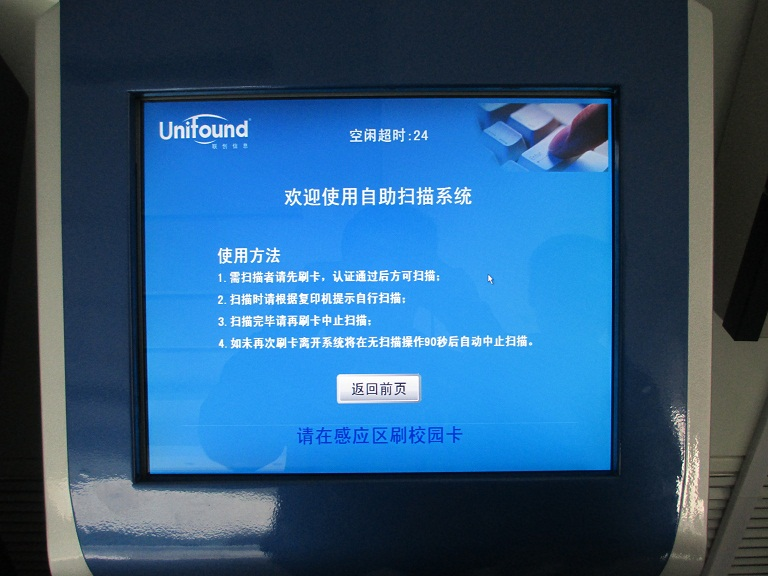 Unifound
联创信息
空闲超时:24
欢迎使用自助扫描系统
使用方法
1.需扫描者请先刷卡，认证通过后方可扫描；
2.扫描时请根据复印机提示自行扫描；
3.扫描完毕请再刷卡中止扫描；
4.如未再次刷卡离开系统将在无扫描操作90秒后自动中止扫描。
返回前页
请在感应区刷校园卡